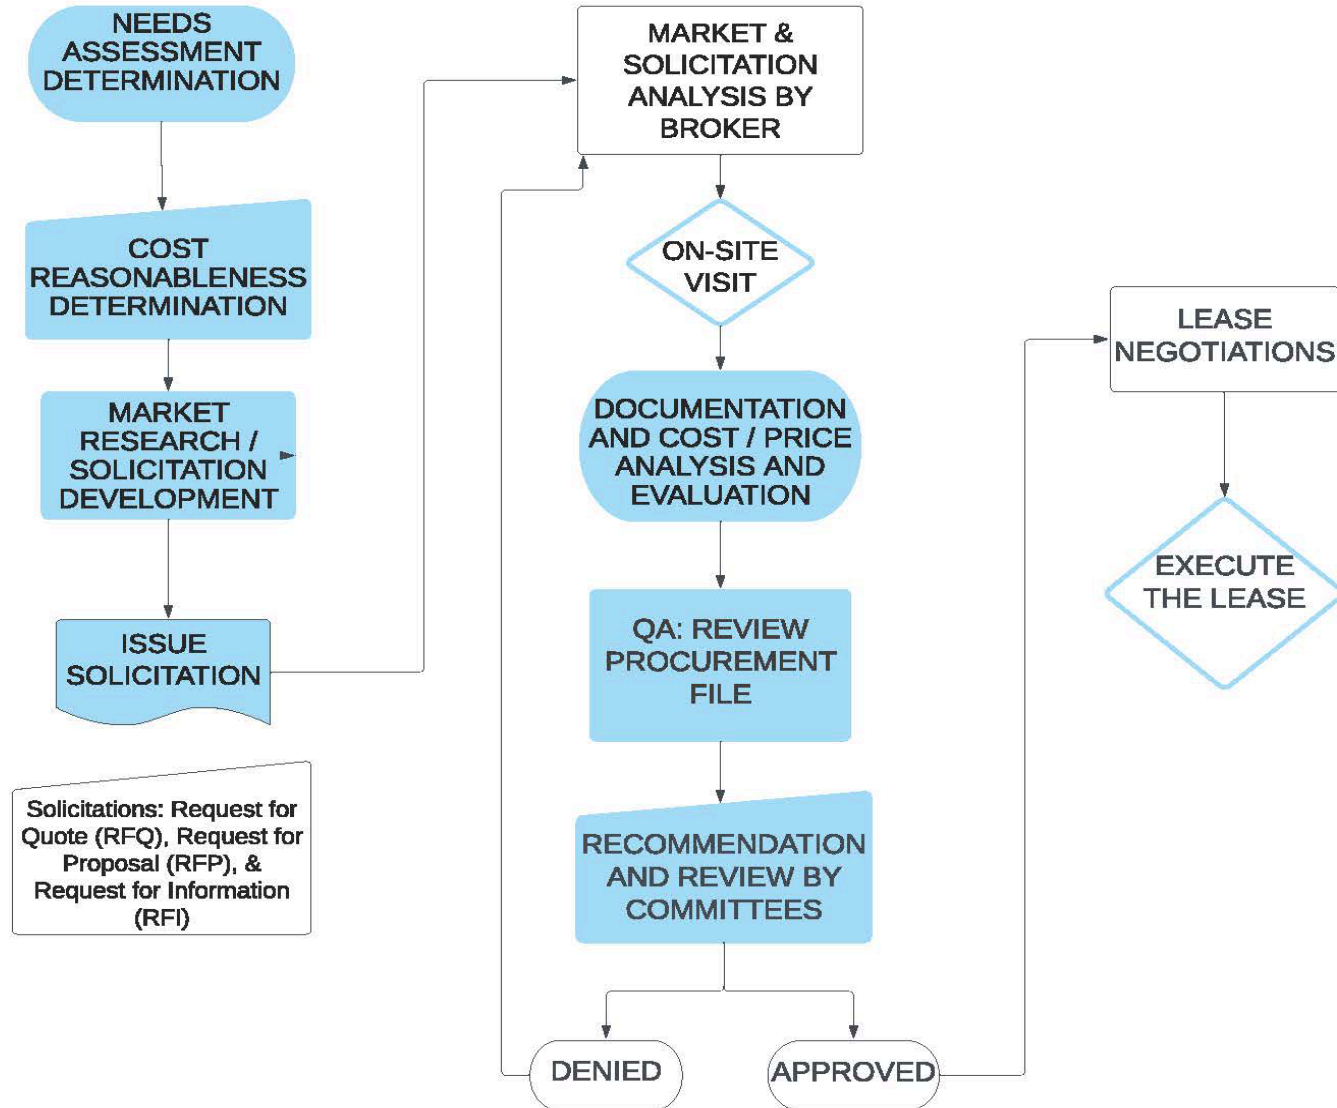 NEEDS
ASSESSMENT
DETERMINATION
COST
REASONABLENESS
DETERMINATION
MARKET
RESEARCH /
SOLICITATION
DEVELOPMENT
ISSUE
SOLICITATION
Solicitations: Request for
Quote (RFQ), Request for
Proposal (RFP), &
Request for Information
(RFI)
MARKET &
SOLICITATION
ANALYSIS BY
BROKER
ON-SITE
VISIT
DOCUMENTATION
AND COST / PRICE
ANALYSIS AND
EVALUATION
QA: REVIEW
PROCUREMENT
FILE
RECOMMENDATION
AND REVIEW BY
COMMITTEES
DENIED
APPROVED
LEASE
NEGOTIATIONS
EXECUTE
THE LEASE